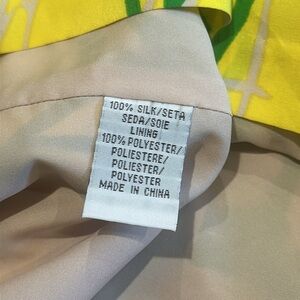 100% SILK/SETA
SEDA/SOIE
LINING
100% POLYESTER/
POLIESTERE/
POLIESTER/
POLYESTER
MADE IN CHINA